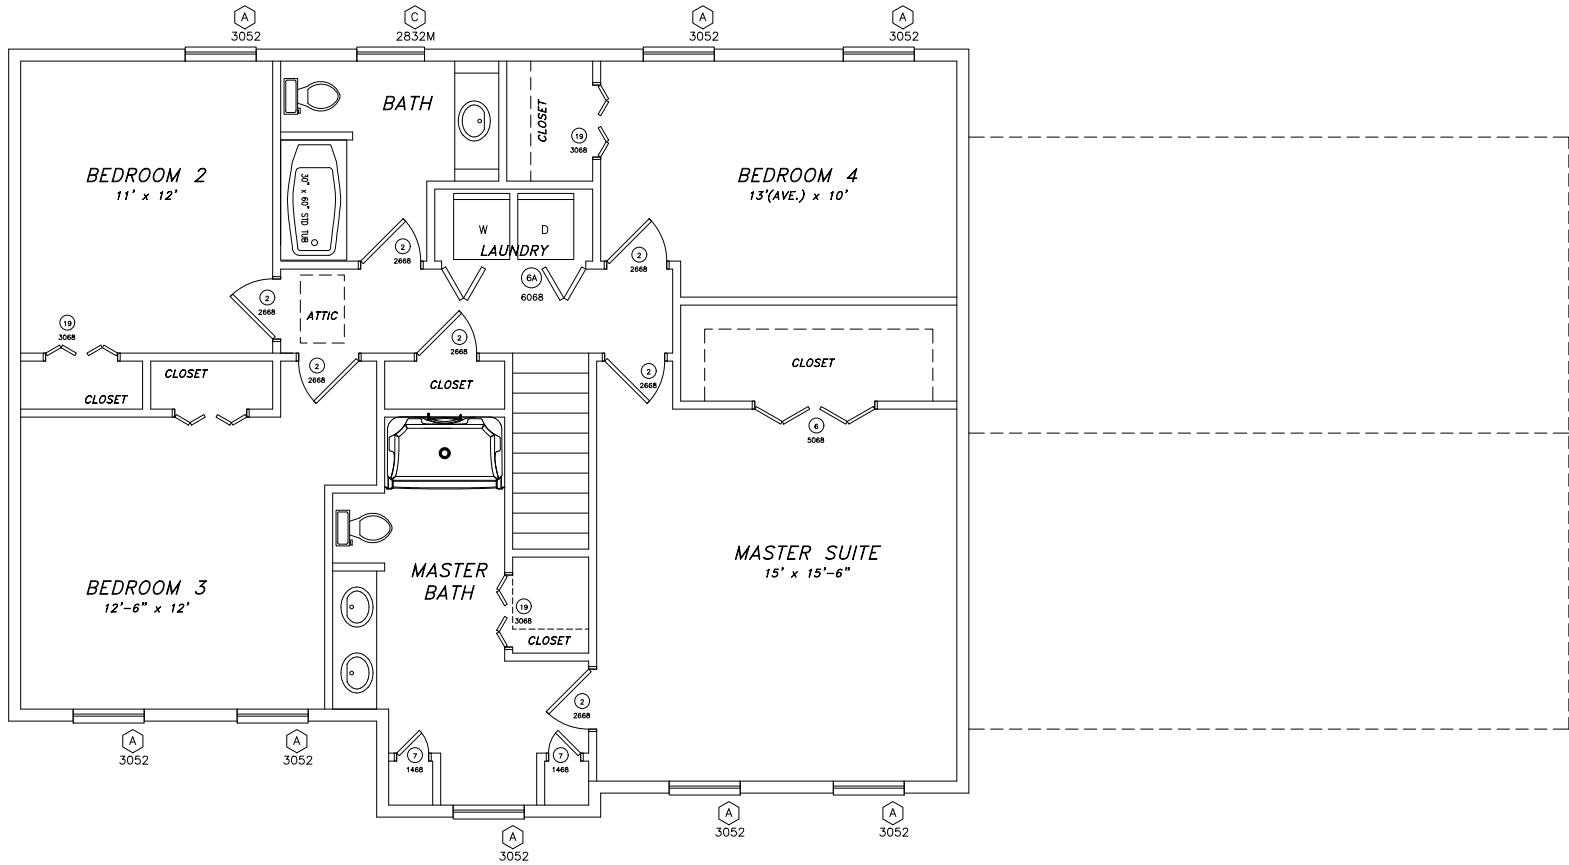 A
3052
C
2832M
A
3052
A
3052
BATH
CLOSET
19
3068
BEDROOM 2
11' x 12'
30" x 60" STD TUB
BEDROOM 4
13'(AVE.) x 10'
W
D
LAUNDRY
2
2668
2
2668
6A
6068
2
2668
ATTIC
19
3068
2
2668
2
2668
2
2668
CLOSET
CLOSET
CLOSET
CLOSET
6
5068
MASTER SUITE
15' x 15'-6"
MASTER
BATH
BEDROOM 3
12'-6" x 12'
19
3068
CLOSET
2
2668
A
3052
A
3052
7
1468
7
1468
A
3052
A
3052
A
3052